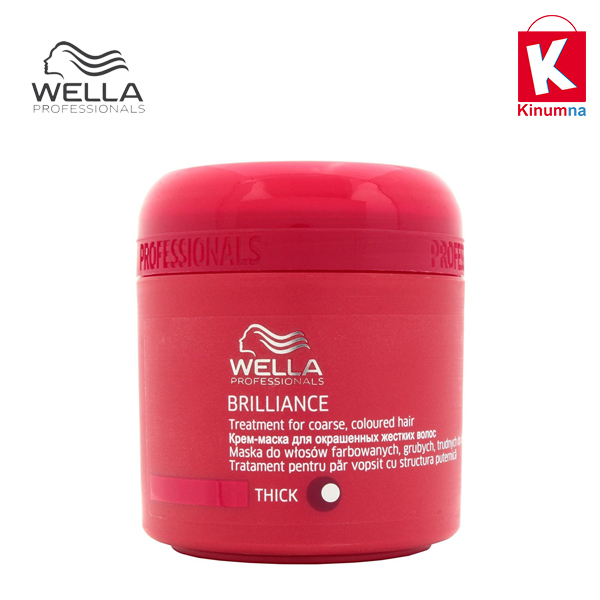 WELLA
PROFESSIONALS
K
Kinumna
PROFESSIONALS
WELLA
PROFESSIONALS
BRILLIANCE
Treatment for coarse, coloured hair
Крем-маска для окрашенных жестких волос
Maska do włosów farbowanych, grubych, trudnych
Tratament pentru păr vopsit cu structura puternică
THICK